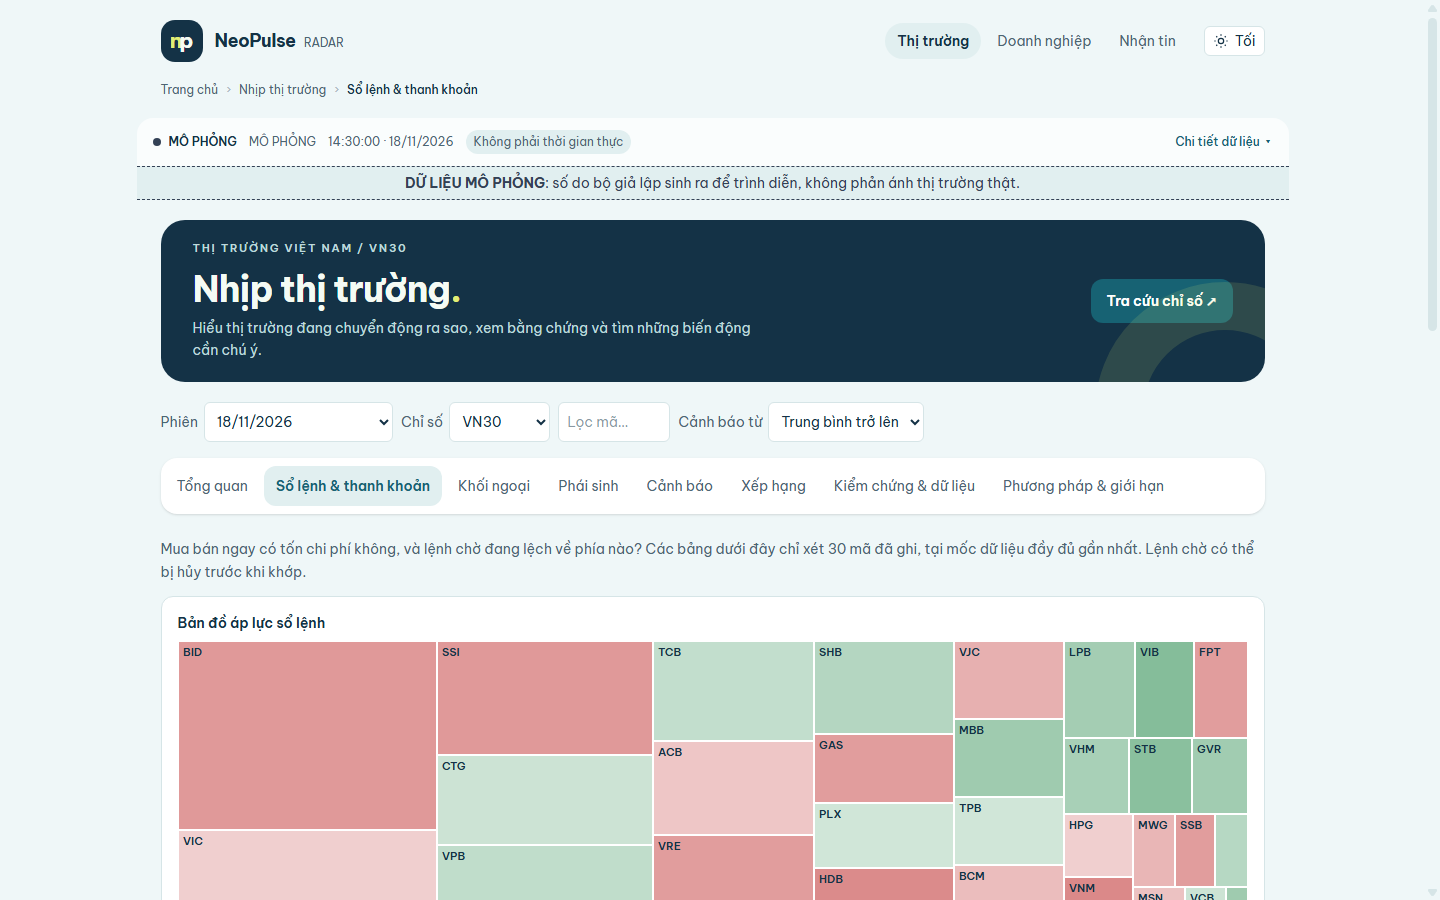 np NeoPulse RADAR
Thị trường Doanh nghiệp Nhận tin Tối
Trang chủ › Nhịp thị trường › Sổ lệnh & thanh khoản
MÔ PHỎNG MÔ PHỎNG 14:30:00 · 18/11/2026 Không phải thời gian thực Chi tiết dữ liệu
DỮ LIỆU MÔ PHỎNG: số do bộ giả lập sinh ra để trình diễn, không phản ánh thị trường thật.
THỊ TRƯỜNG VIỆT NAM / VN30
Nhịp thị trường.
Hiểu thị trường đang chuyển động ra sao, xem bằng chứng và tìm những biến động
cần chú ý.
Tra cứu chỉ số ↗
Phiên 18/11/2026 Chỉ số VN30 Lọc mã... Cảnh báo từ Trung bình trở lên
Tổng quan Sổ lệnh & thanh khoản Khối ngoại Phái sinh Cảnh báo Xếp hạng Kiểm chứng & dữ liệu Phương pháp & giới hạn
Mua bán ngay có tốn chi phí không, và lệnh chờ đang lệch về phía nào? Các bảng dưới đây chỉ xét 30 mã đã ghi, tại mốc dữ liệu đầy đủ gần nhất. Lệnh chờ có thể
bị hủy trước khi khớp.
Bản đồ áp lực sổ lệnh
BID SSI TCB SHB VJC LPB VIB FPT
MBB
GAS VHM STB GVR
ACB
CTG
TPB
PLX
HPG MWG SSB
VIC
VRE
VPB
BCM
HDB
VNM
MSN VCB